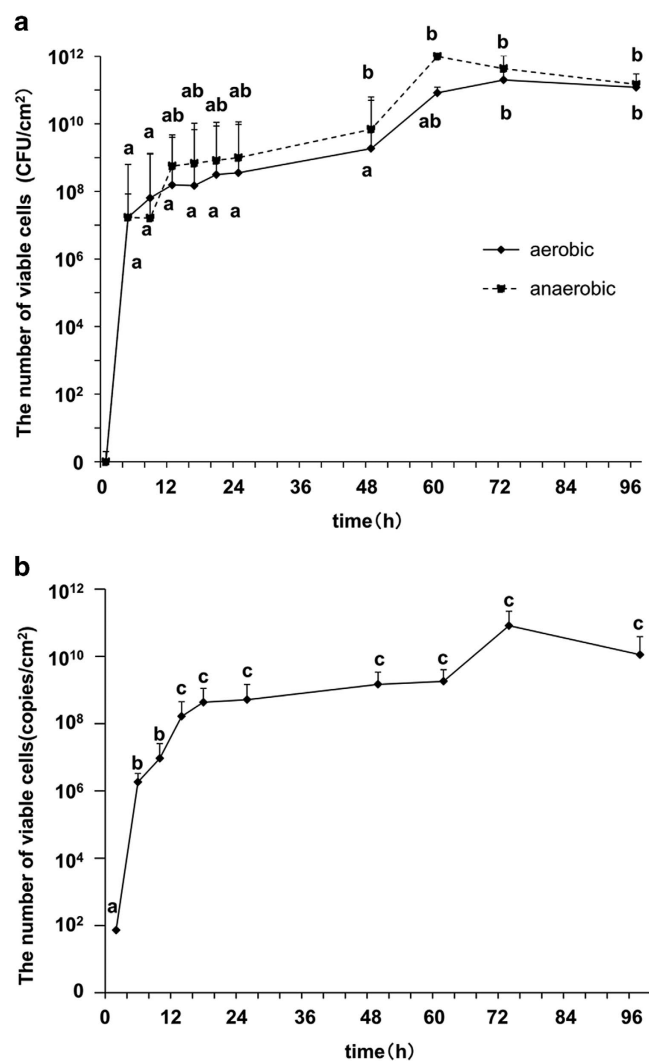 a
The number of viable cells (CFU/cm²)
10¹²
10¹⁰
10⁸
10⁶
10⁴
10²
0
a a ab ab ab ab b b b b
a a a a a a a ab b b
aerobic
anaerobic
0 12 24 36 48 60 72 84 96
time(h)
b
The number of viable cells(copies/cm²)
10¹²
10¹⁰
10⁸
10⁶
10⁴
10²
0
a b b c c c c c c c
0 12 24 36 48 60 72 84 96
time(h)